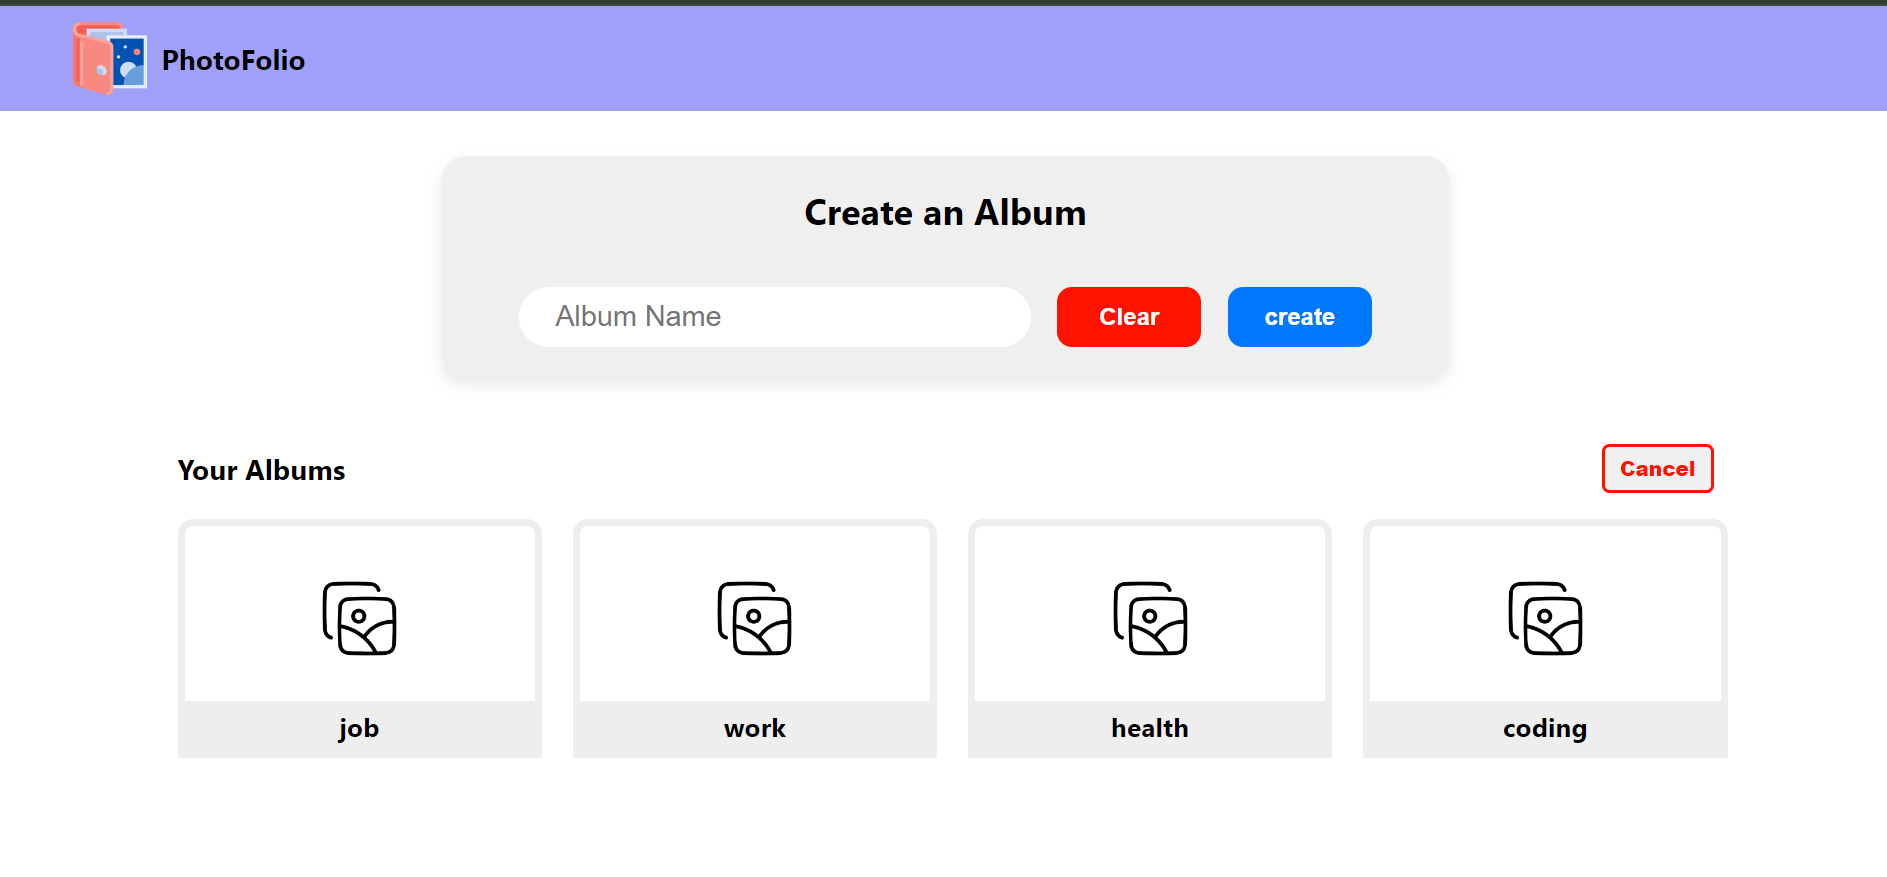 PhotoFolio
Create an Album
Album Name
Clear
create
Your Albums
Cancel
job
work
health
coding